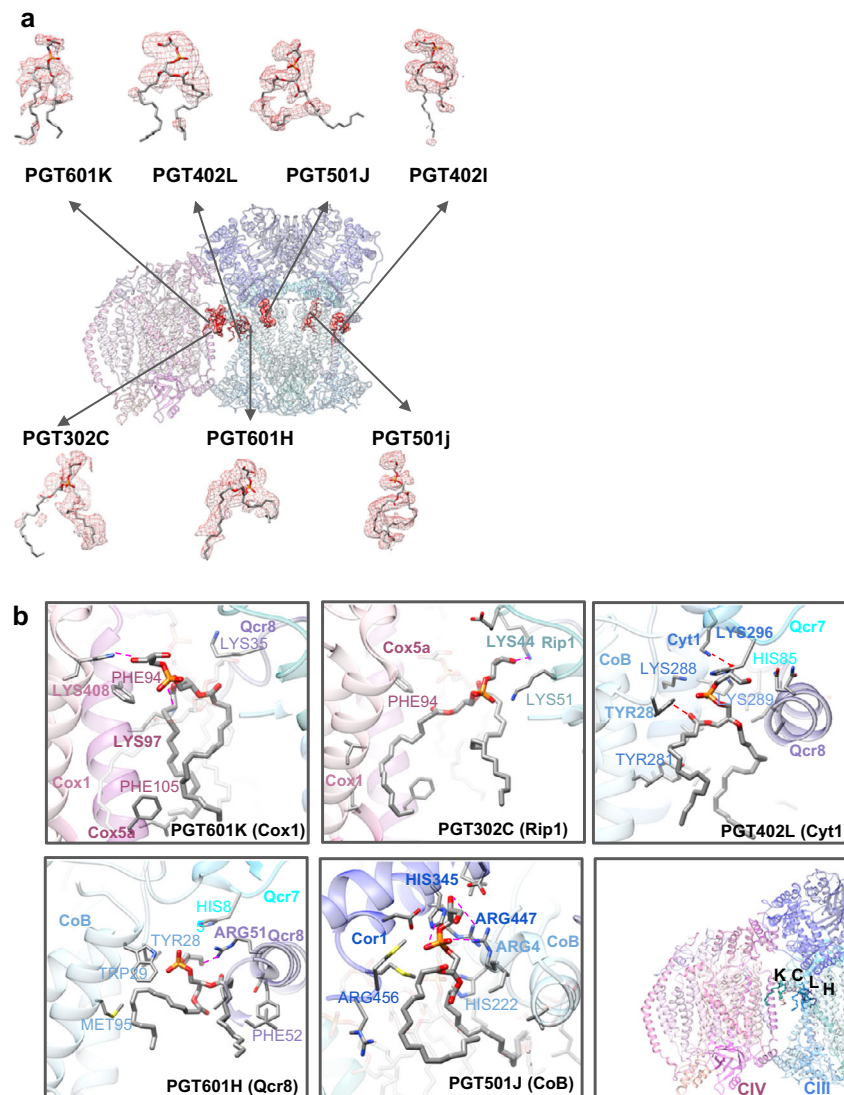 a
PGT601K PGT402L PGT501J PGT402I
PGT302C PGT601H PGT501j
b
Qcr8
LYS35
PHE94
LYS408
LYS97
Cox1 PHE105
Cox5a
PGT601K (Cox1)
LYS44 Rip1
Cox5a
PHE94
LYS51
Cox1
PGT302C (Rip1)
Cyt1 LYS296 Qcr7
CoB
LYS288 HIS85
LYS289
TYR28
Qcr8
TYR281
PGT402L (Cyt1
HIS8
5
Qcr7
CoB
TYR28 ARG51
Qcr8
TRP29
MET95
PHE52
PGT601H (Qcr8)
HIS345
ARG447
Cor1 ARG4 CoB
ARG456 HIS222
PGT501J (CoB)
K C L H
CIV CIII